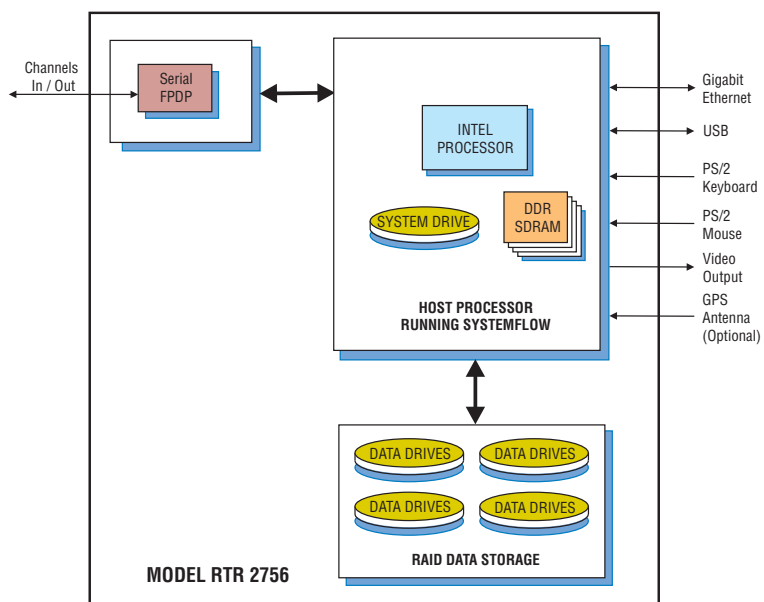 Channels
In / Out
Serial
FPDP
INTEL
PROCESSOR
SYSTEM DRIVE
DDR
SDRAM
HOST PROCESSOR
RUNNING SYSTEMFLOW
Gigabit
Ethernet
USB
PS/2
Keyboard
PS/2
Mouse
Video
Output
GPS
Antenna
(Optional)
DATA DRIVES
DATA DRIVES
DATA DRIVES
DATA DRIVES
RAID DATA STORAGE
MODEL RTR 2756